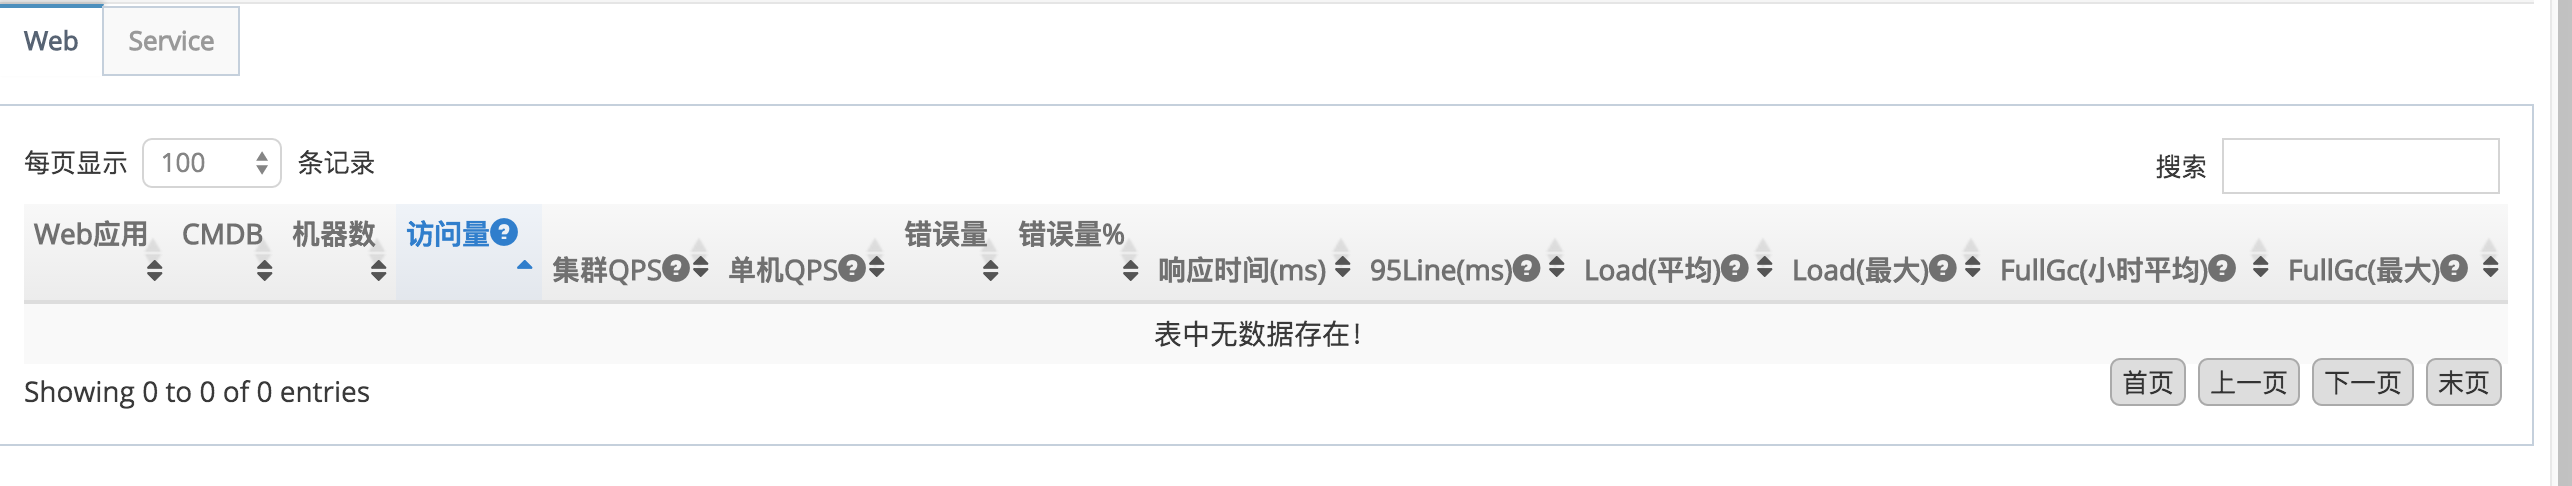 Web Service
每页显示 100 条记录 搜索
Web应用 CMDB 机器数 访问量? 集群QPS? 单机QPS? 错误量 错误量% 响应时间(ms) 95Line(ms)? Load(平均)? Load(最大)? FullGc(小时平均)? FullGc(最大)?
表中无数据存在!
Showing 0 to 0 of 0 entries
首页 上一页 下一页 末页